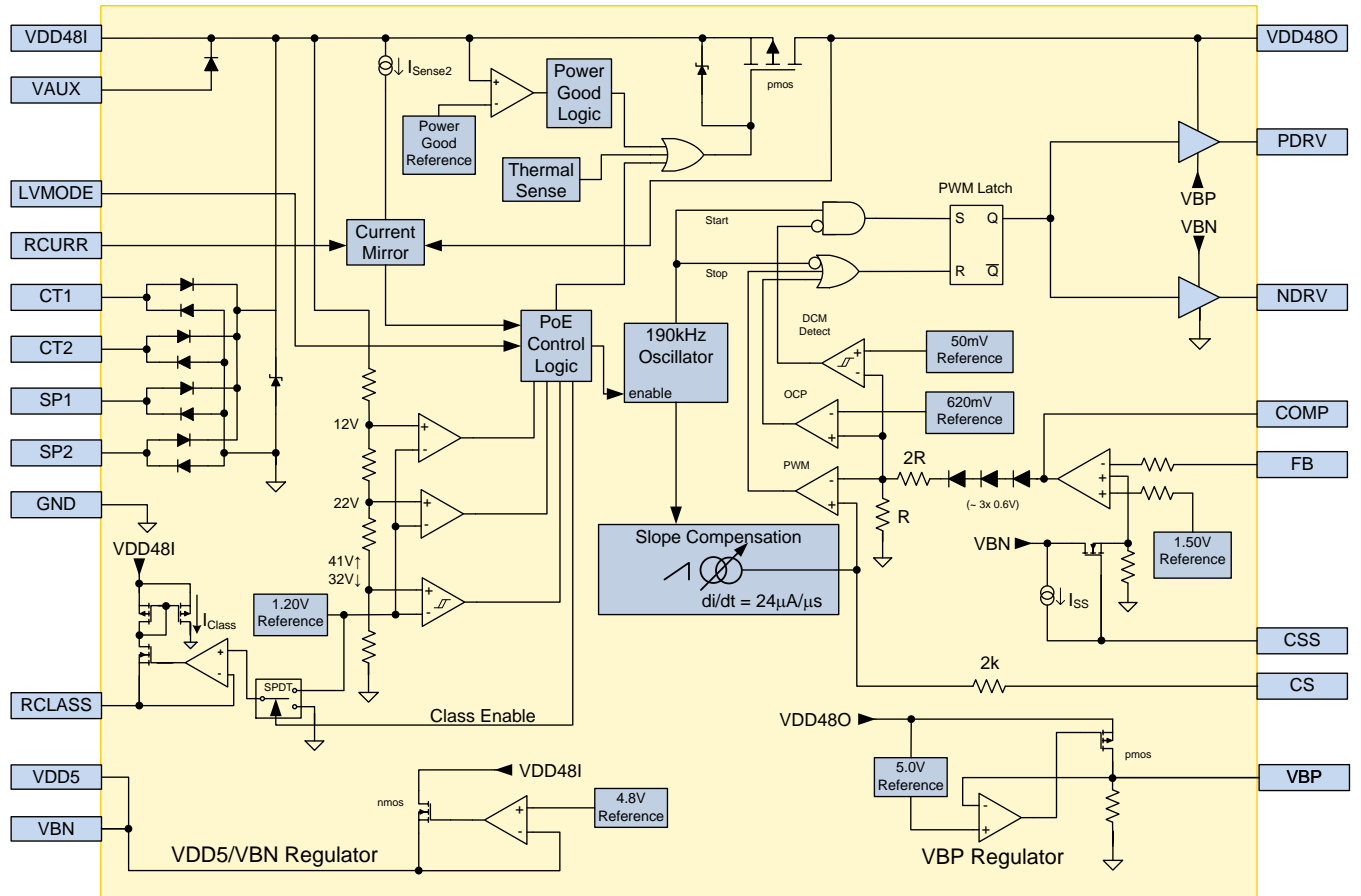 VDD48I
VDD48O
I Sense2
VAUX
Power
Good
Logic
pmos
Power
Good
Reference
PDRV
Thermal
Sense
LVMODE
PWM Latch
VBP
Start
S Q
VBN
RCURR
Current
Mirror
Stop
R Q
CT1
NDRV
PoE
Control
Logic
DCM
Detect
190kHz
Oscillator
50mV
Reference
CT2
enable
OCP
SP1
620mV
Reference
COMP
12V
+
-
SP2
2R
FB
PWM
GND
22V
(~ 3x 0.6V)
R
VDD48I
Slope Compensation
VBN
1.50V
Reference
41V↑
32V↓
di/dt = 24µA/µs
I SS
1.20V
Reference
I Class
CSS
2k
SPDT
RCLASS
CS
Class Enable
VDD48O
pmos
VDD5
VDD48I
5.0V
Reference
VBP
nmos
4.8V
Reference
VBN
VDD5/VBN Regulator
VBP Regulator